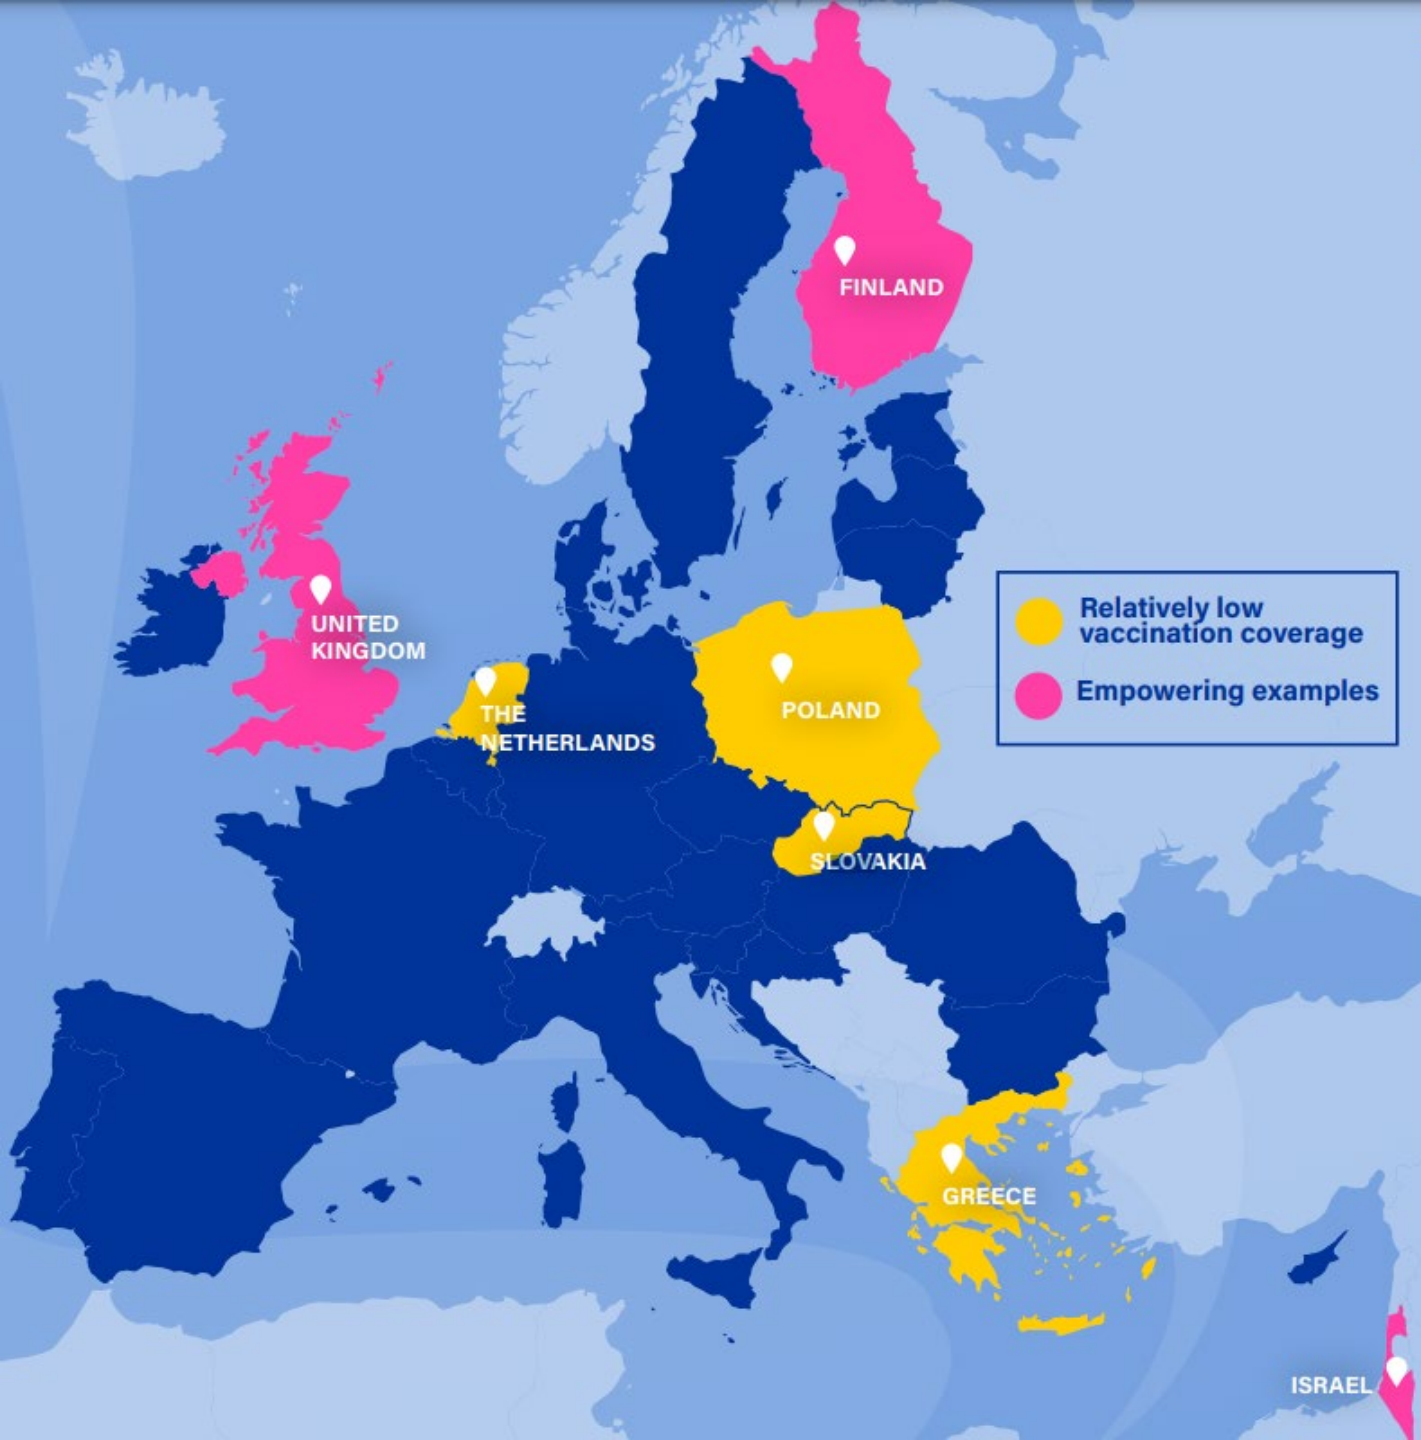 FINLAND
UNITED
KINGDOM
Relatively low
vaccination coverage
Empowering examples
THE
NETHERLANDS
POLAND
SLOVAKIA
GREECE
ISRAEL